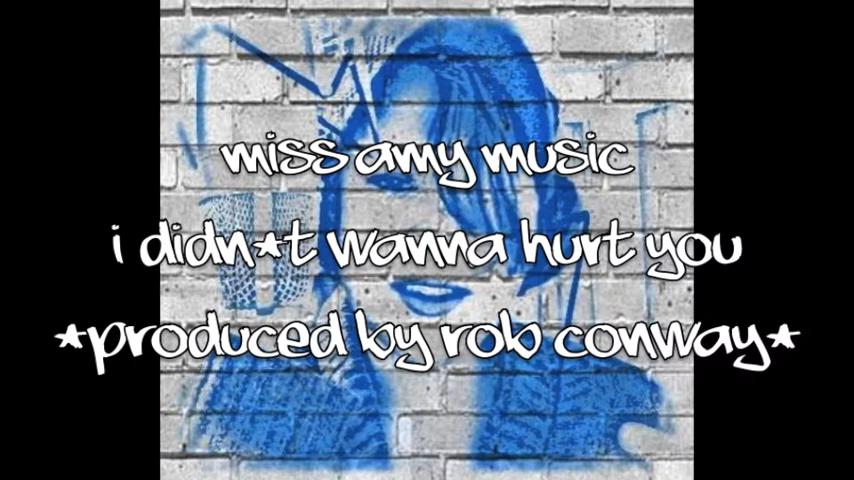 miss amy music
i didn*t wanna hurt you
*produced by rob conway*